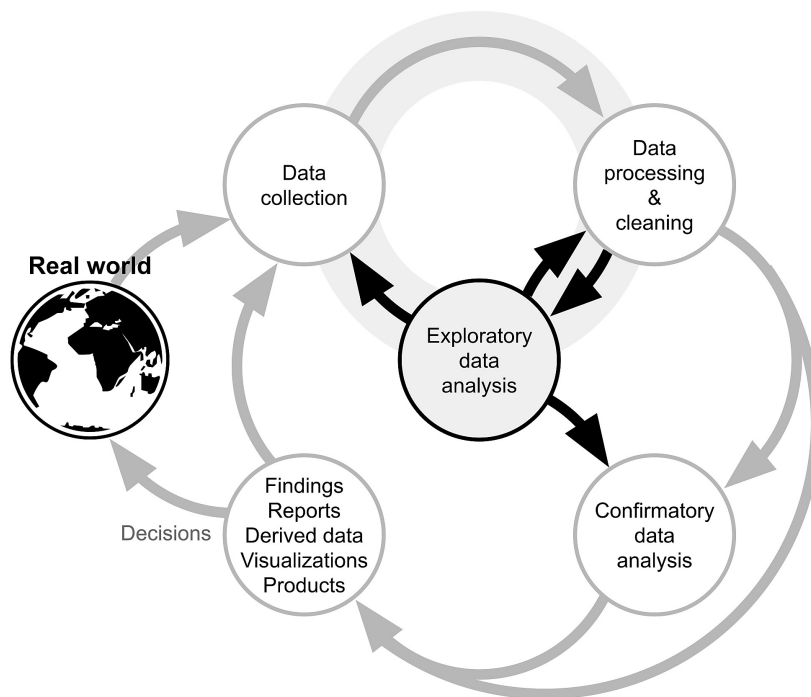 Data
collection
Data
processing
&
cleaning
Real world
Exploratory
data
analysis
Findings
Reports
Derived data
Visualizations
Products
Decisions
Confirmatory
data
analysis